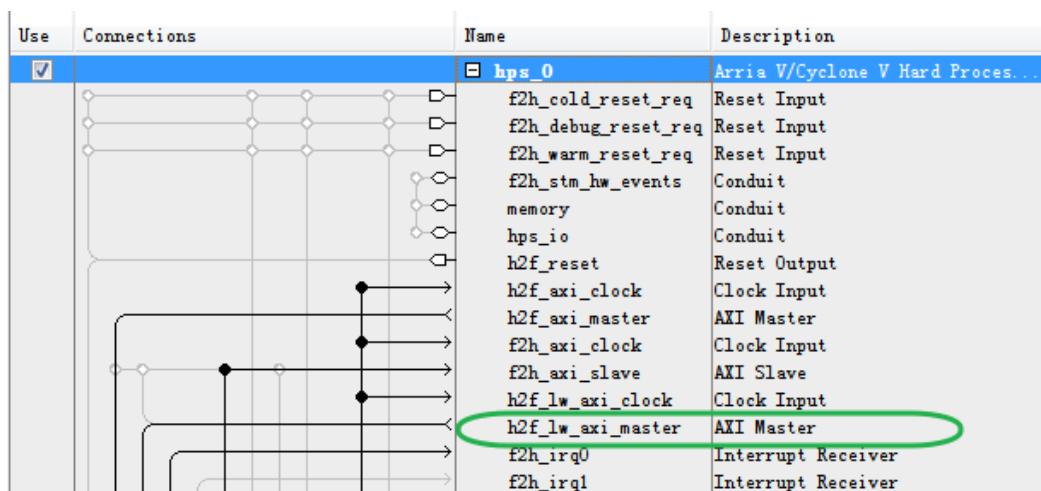 Use Connections Name Description
hps_0 Arria V/Cyclone V Hard Proces...
f2h_cold_reset_req Reset Input
f2h_debug_reset_req Reset Input
f2h_warm_reset_req Reset Input
f2h_stm_hw_events Conduit
memory Conduit
hps_io Conduit
h2f_reset Reset Output
h2f_axi_clock Clock Input
h2f_axi_master AXI Master
f2h_axi_clock Clock Input
f2h_axi_slave AXI Slave
h2f_lw_axi_clock Clock Input
h2f_lw_axi_master AXI Master
f2h_irq0 Interrupt Receiver
f2h_irq1 Interrupt Receiver